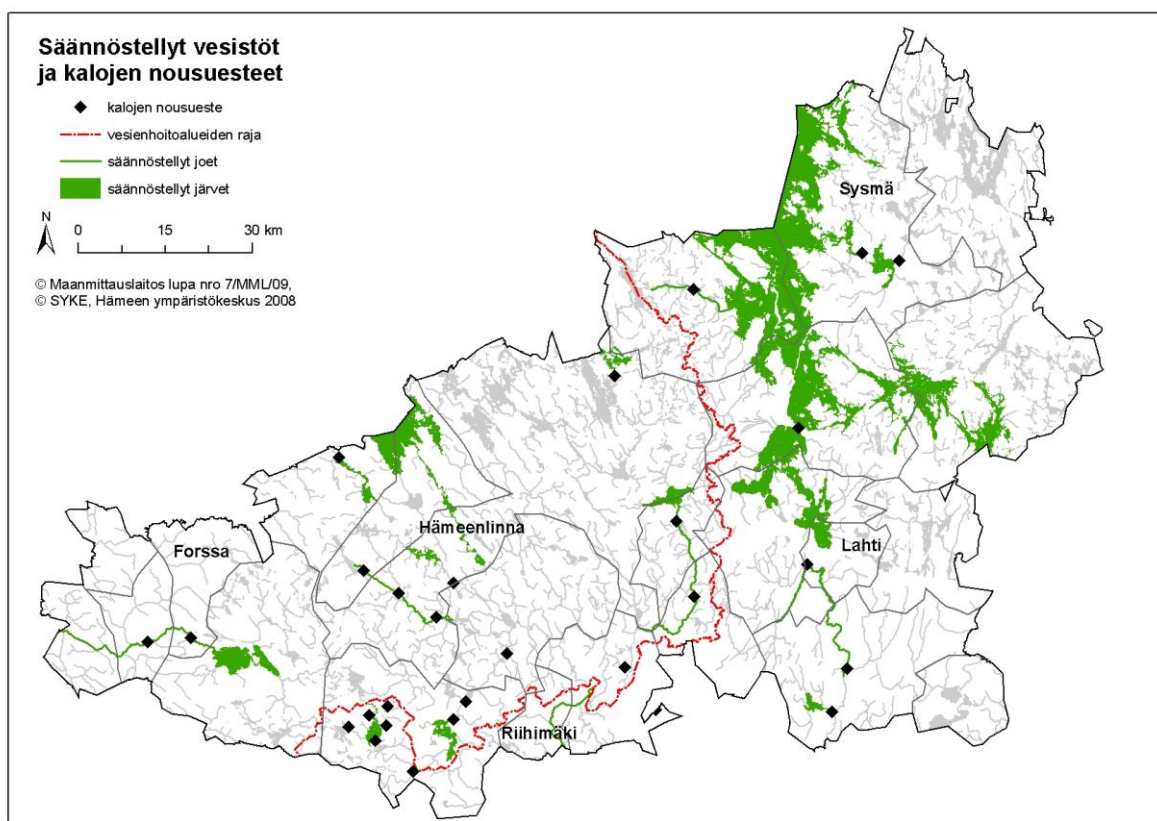 Säännöstellyt vesistöt
ja kalojen nousuesteet
kalojen nousueste
vesienhoitoalueiden raja
säännöstellyt joet
säännöstellyt järvet
N
0 15 30 km
© Maanmittauslaitos lupa nro 7/MML/09,
© SYKE, Hämeen ympäristökeskus 2008
Sysmä
Hämeenlinna
Forssa
Lahti
Riihimäki